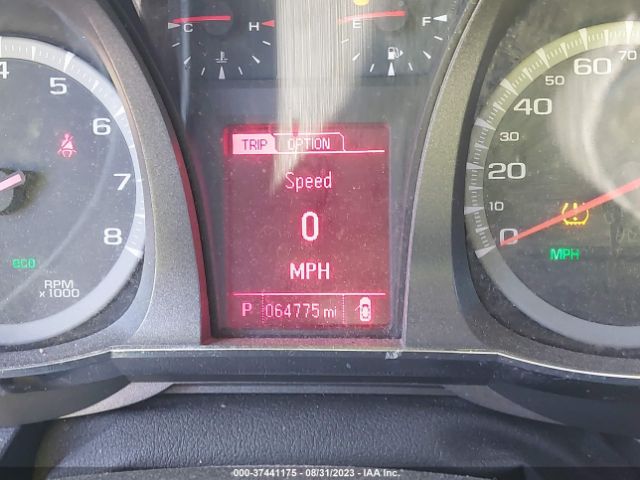 C H E F
4 5 6 7 8
eco
RPM
x1000
TRIP OPTION
Speed
0
MPH
P 064775 mi
0 10 20 30 40 50 60 70
MPH
000-37441175 - 08/31/2023 - IAA Inc.